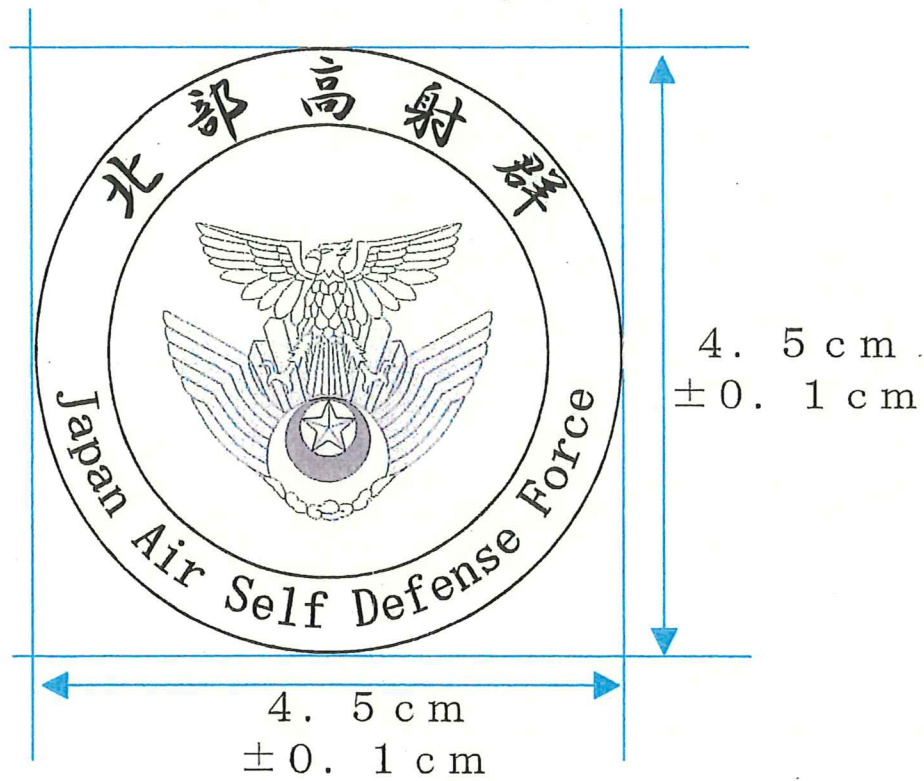 北部高射群
Japan Air Self Defense Force
4. 5cm
±0. 1cm
4. 5cm
±0. 1cm